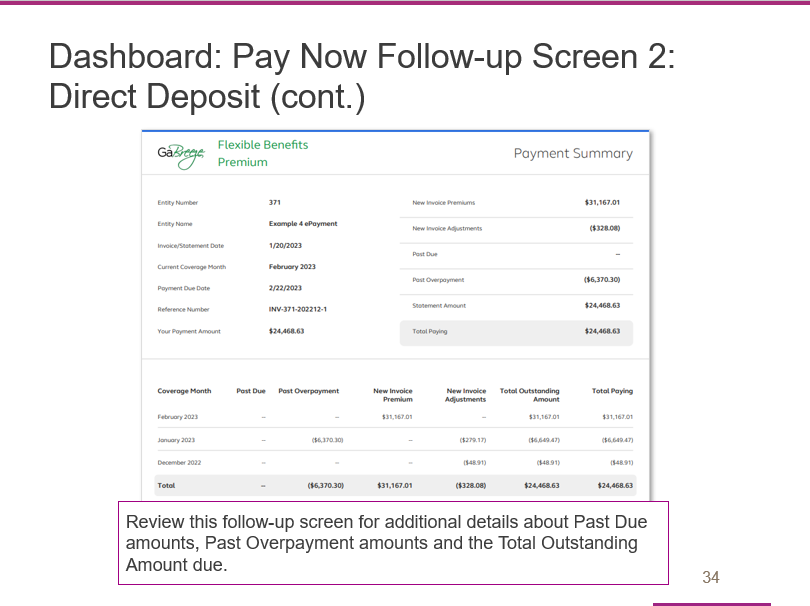 Dashboard: Pay Now Follow-up Screen 2:
Direct Deposit (cont.)
GaBreeze
Flexible Benefits
Premium
Payment Summary
Entity Number 371
Entity Name Example 4 ePayment
Invoice/Statement Date 1/20/2023
Current Coverage Month February 2023
Payment Due Date 2/22/2023
Reference Number INV-371-202212-1
Your Payment Amount $24,468.63
New Invoice Premiums $31,167.01
New Invoice Adjustments ($328.08)
Past Due --
Past Overpayment ($6,370.30)
Statement Amount $24,468.63
Total Paying $24,468.63
Coverage Month Past Due Past Overpayment New Invoice Premium New Invoice Adjustments Total Outstanding Amount Total Paying
February 2023 -- -- $31,167.01 -- $31,167.01 $31,167.01
January 2023 -- ($6,370.30) -- ($279.17) ($6,649.47) ($6,649.47)
December 2022 -- -- -- ($48.91) ($48.91) ($48.91)
Total -- ($6,370.30) $31,167.01 ($328.08) $24,468.63 $24,468.63
Review this follow-up screen for additional details about Past Due
amounts, Past Overpayment amounts and the Total Outstanding
Amount due.
34